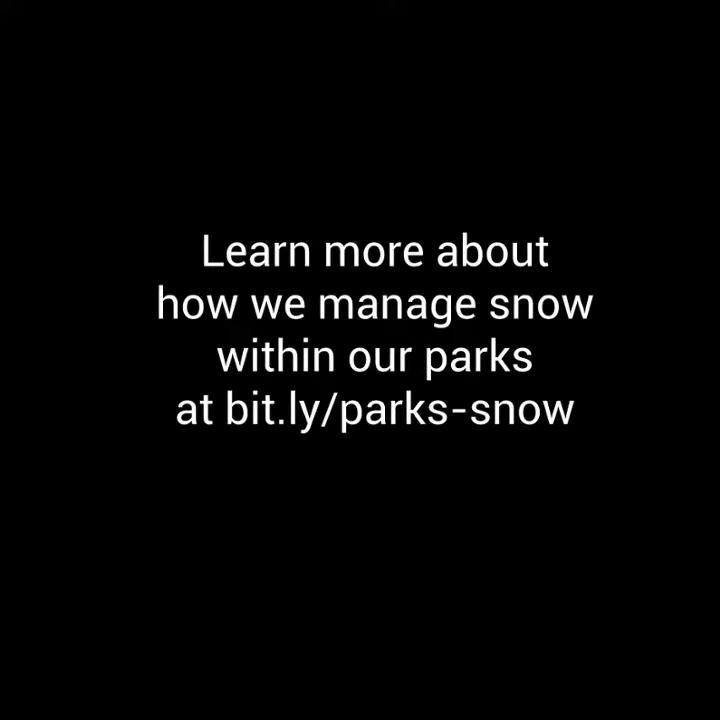 Learn more about
how we manage snow
within our parks
at bit.ly/parks-snow